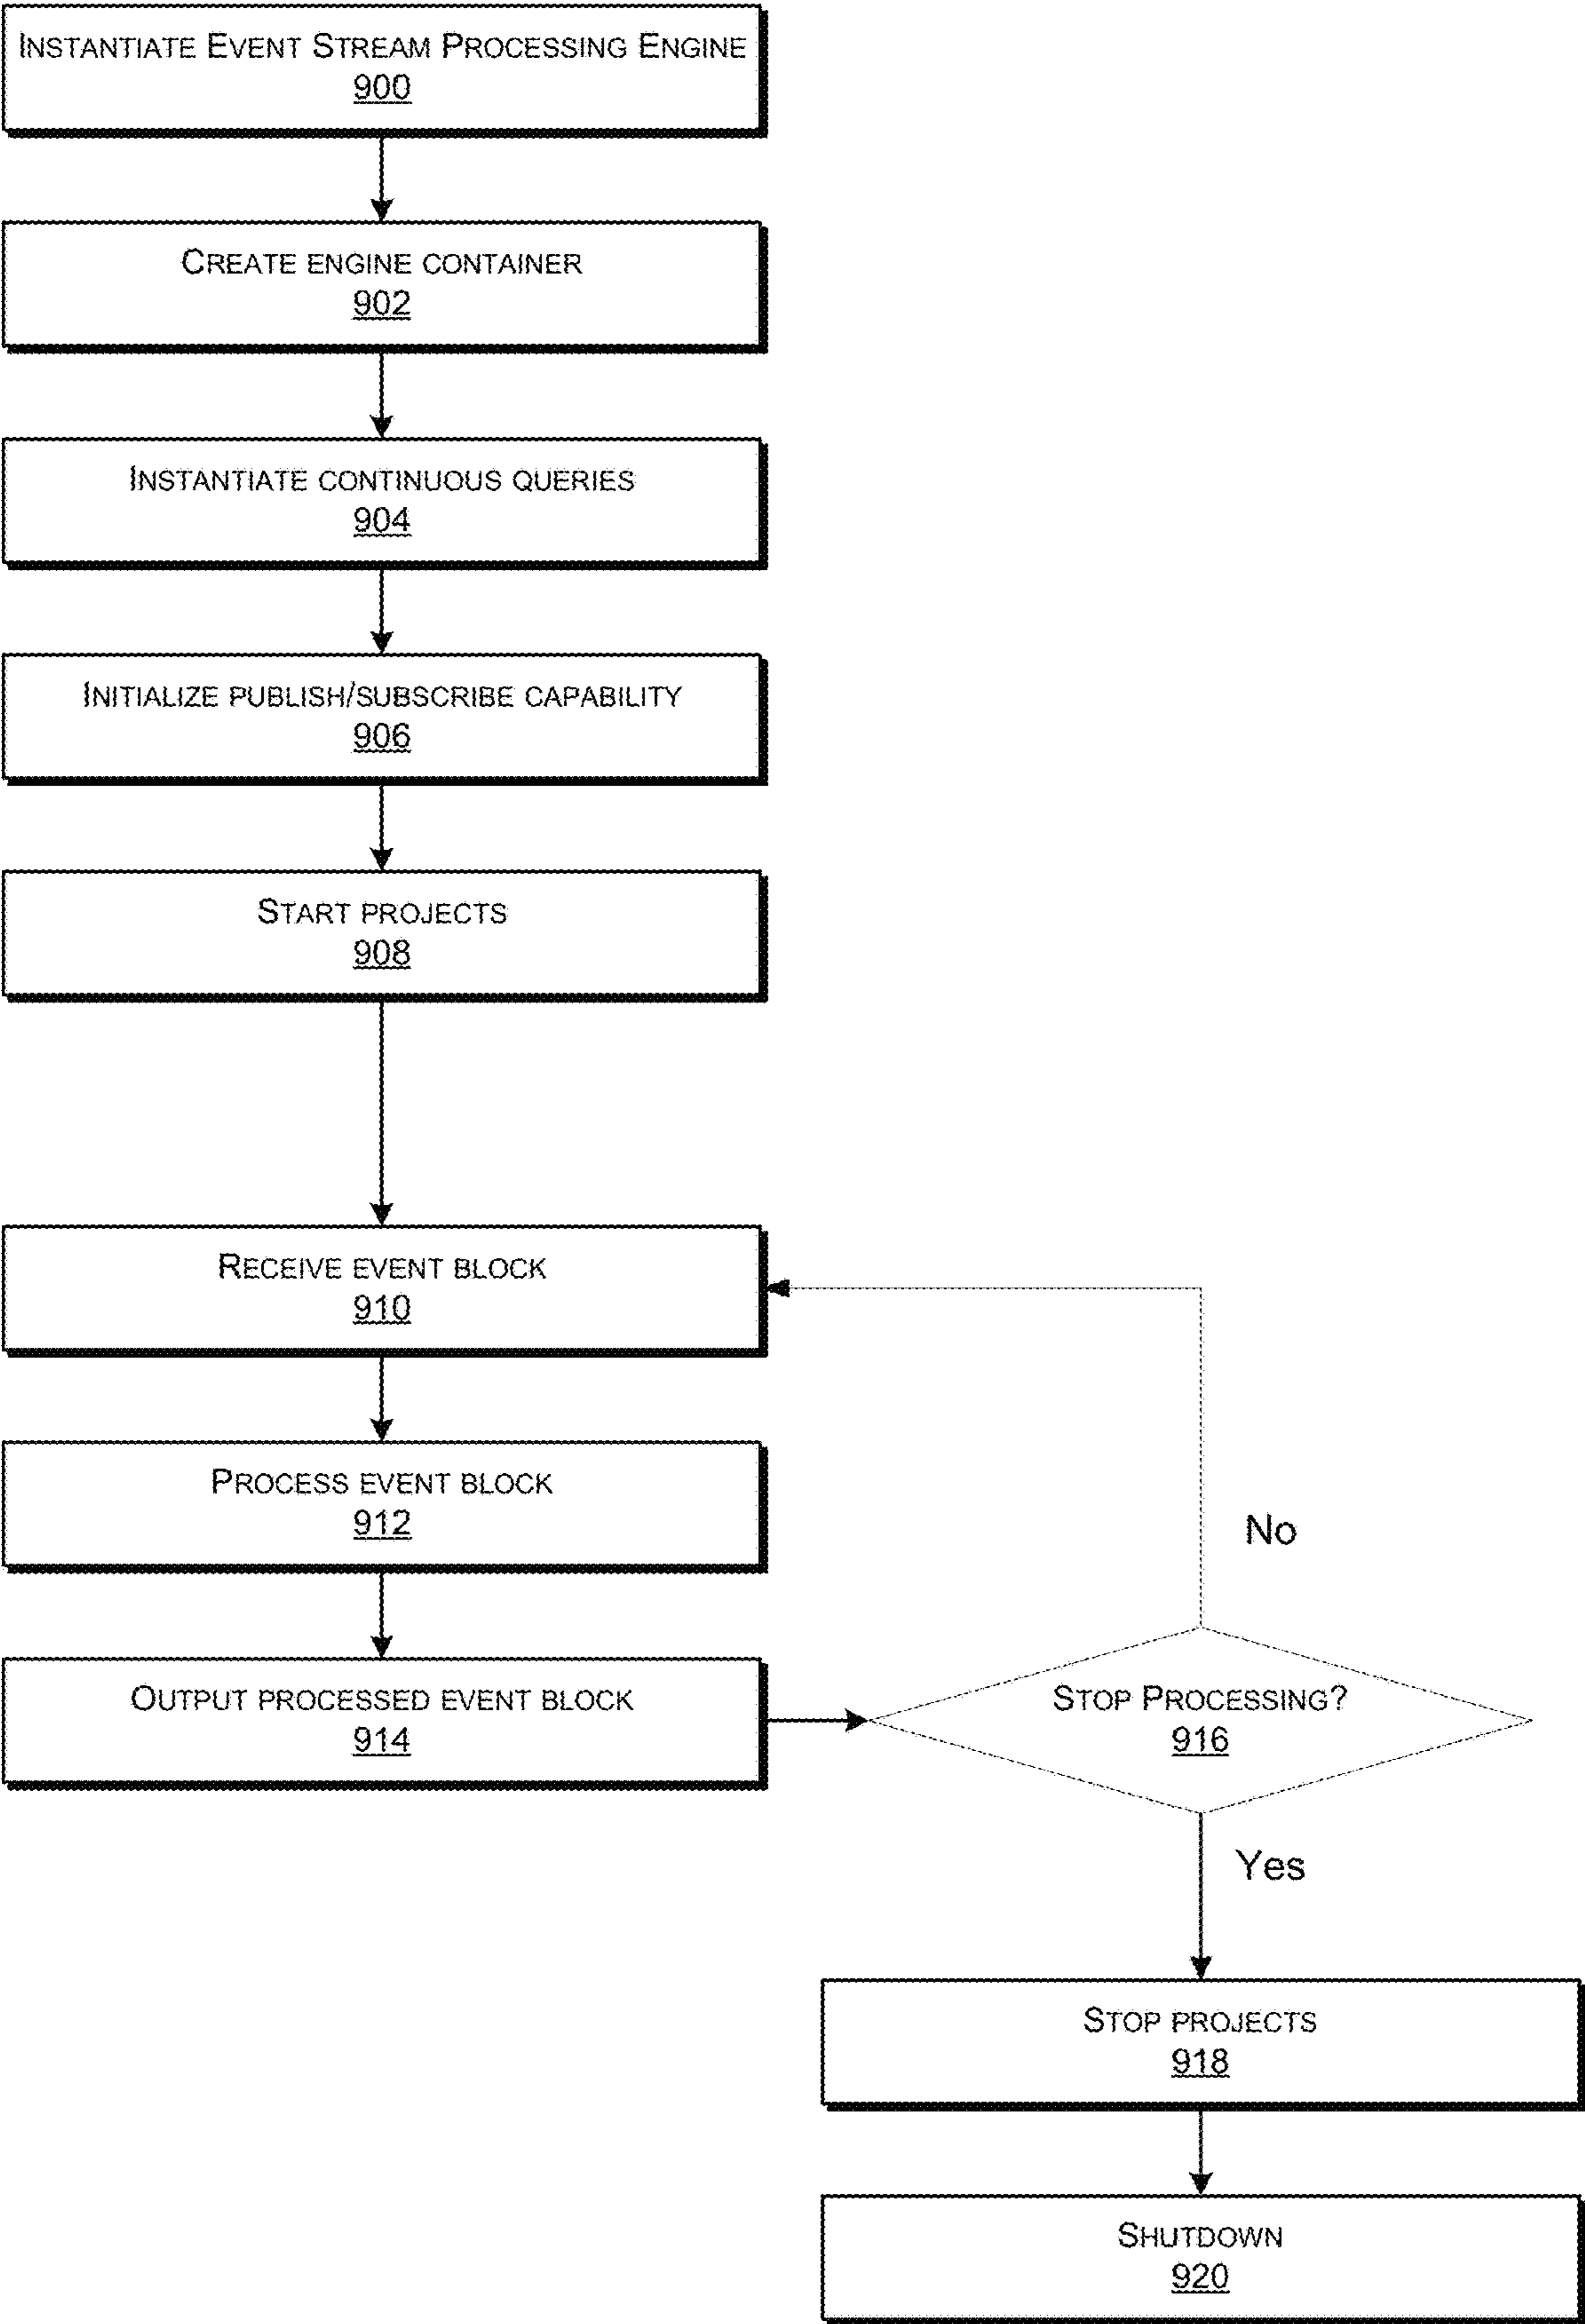 INSTANTIATE EVENT STREAM PROCESSING ENGINE
900
CREATE ENGINE CONTAINER
902
INSTANTIATE CONTINUOUS QUERIES
904
INITIALIZE PUBLISH/SUBSCRIBE CAPABILITY
906
START PROJECTS
908
RECEIVE EVENT BLOCK
910
PROCESS EVENT BLOCK
912
No
OUTPUT PROCESSED EVENT BLOCK
914
STOP PROCESSING?
916
Yes
STOP PROJECTS
918
SHUTDOWN
920